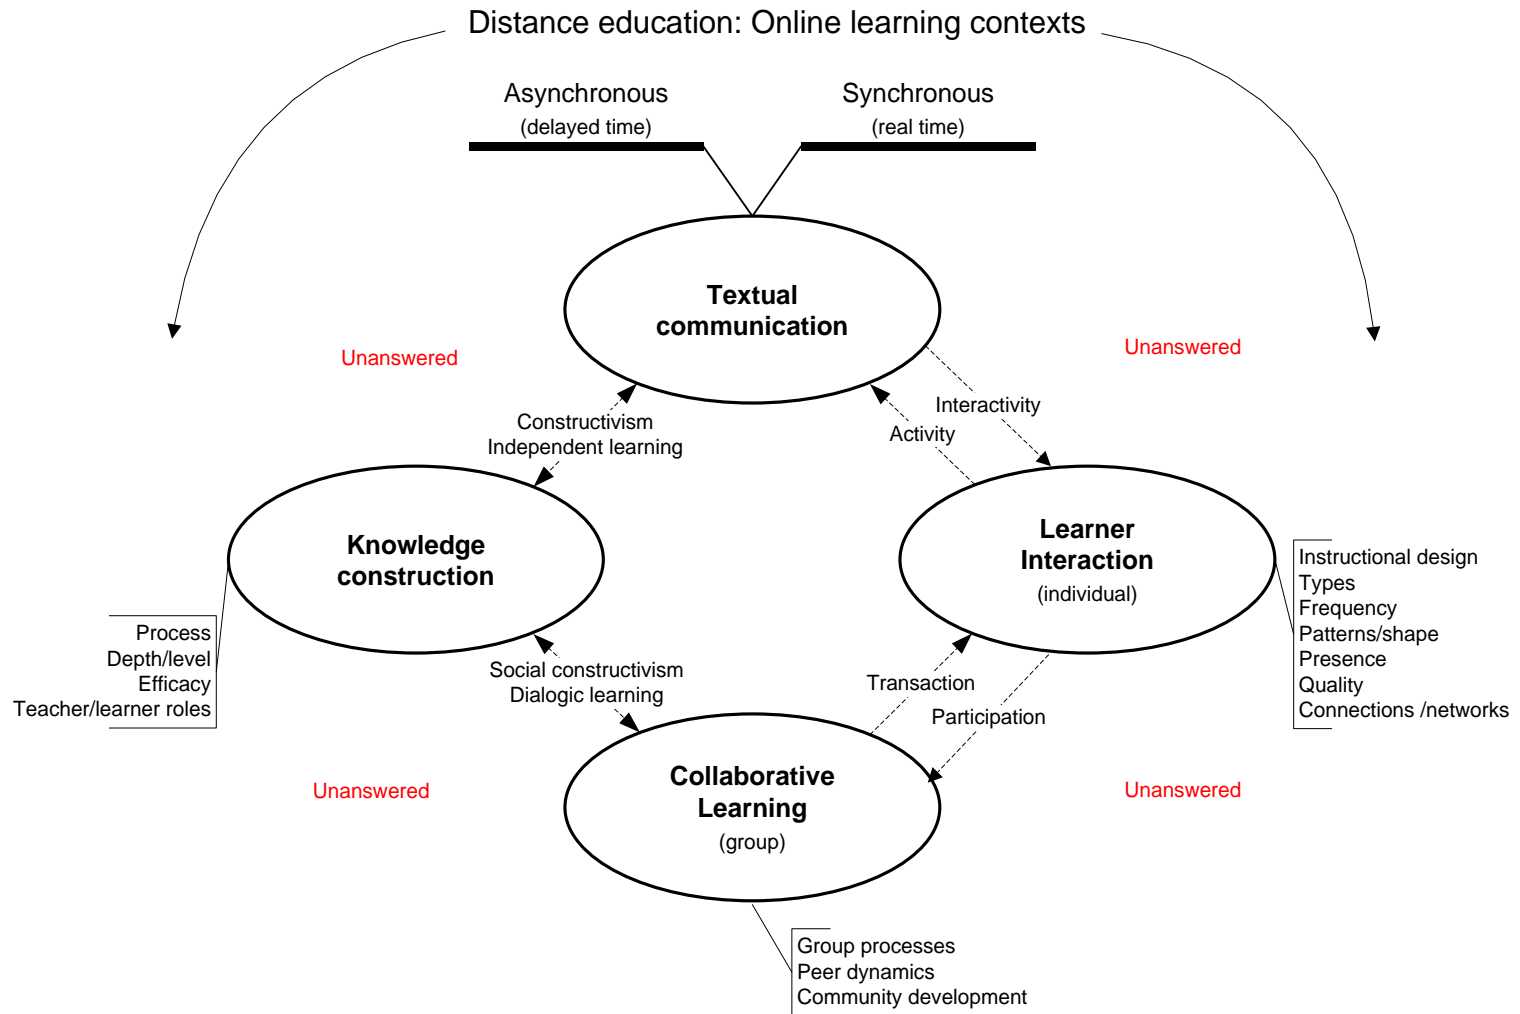 Distance education: Online learning contexts
Asynchronous
(delayed time)
Synchronous
(real time)
Textual
communication
Unanswered
Unanswered
Constructivism
Independent learning
Interactivity
Activity
Knowledge
construction
Learner
Interaction
(individual)
Process
Depth/level
Efficacy
Teacher/learner roles
Instructional design
Types
Frequency
Patterns/shape
Presence
Quality
Connections /networks
Social constructivism
Dialogic learning
Transaction
Participation
Unanswered
Unanswered
Collaborative
Learning
(group)
Group processes
Peer dynamics
Community development